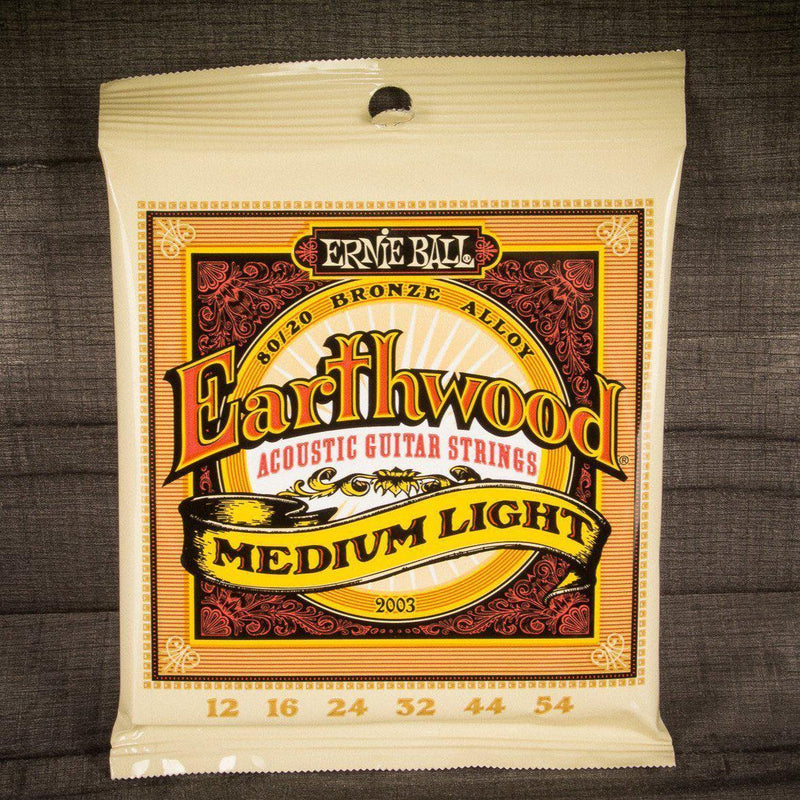 ERNIE BALL®
80/20 BRONZE ALLOY
Earthwood®
ACOUSTIC GUITAR STRINGS
MEDIUM LIGHT
2003
12 16 24 32 44 54